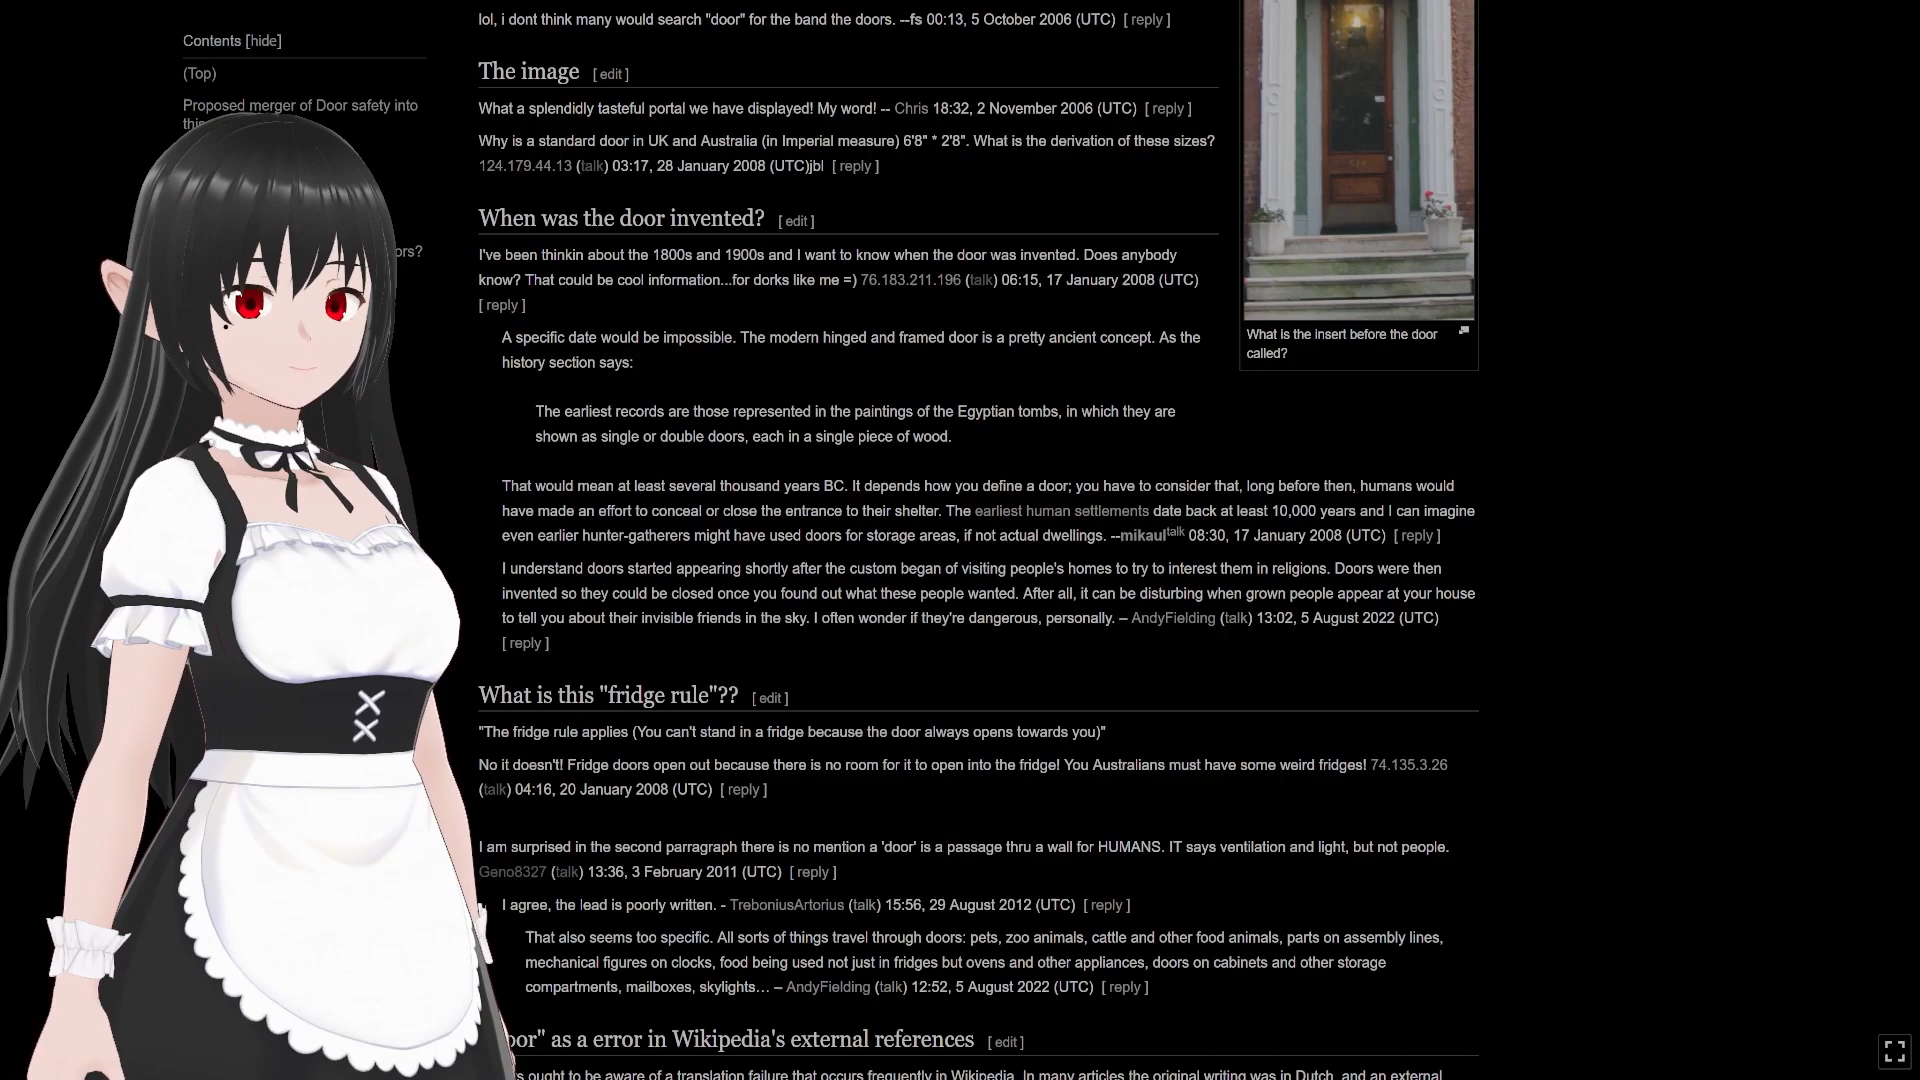 lol, i dont think many would search "door" for the band the doors. --fs 00:13, 5 October 2006 (UTC) [ reply ]
Contents [hide]
(Top)
Proposed merger of Door safety into
this
ors?
The image [ edit ]
What a splendidly tasteful portal we have displayed! My word! -- Chris 18:32, 2 November 2006 (UTC) [ reply ]
Why is a standard door in UK and Australia (in Imperial measure) 6'8" * 2'8". What is the derivation of these sizes?
124.179.44.13 (talk) 03:17, 28 January 2008 (UTC)jbl [ reply ]
When was the door invented? [ edit ]
I've been thinkin about the 1800s and 1900s and I want to know when the door was invented. Does anybody
know? That could be cool information...for dorks like me =) 76.183.211.196 (talk) 06:15, 17 January 2008 (UTC)
[ reply ]
What is the insert before the door
called?
A specific date would be impossible. The modern hinged and framed door is a pretty ancient concept. As the
history section says:
The earliest records are those represented in the paintings of the Egyptian tombs, in which they are
shown as single or double doors, each in a single piece of wood.
That would mean at least several thousand years BC. It depends how you define a door; you have to consider that, long before then, humans would
have made an effort to conceal or close the entrance to their shelter. The earliest human settlements date back at least 10,000 years and I can imagine
even earlier hunter-gatherers might have used doors for storage areas, if not actual dwellings. --mikaul talk 08:30, 17 January 2008 (UTC) [ reply ]
I understand doors started appearing shortly after the custom began of visiting people's homes to try to interest them in religions. Doors were then
invented so they could be closed once you found out what these people wanted. After all, it can be disturbing when grown people appear at your house
to tell you about their invisible friends in the sky. I often wonder if they're dangerous, personally. – AndyFielding (talk) 13:02, 5 August 2022 (UTC)
[ reply ]
What is this "fridge rule"?? [ edit ]
"The fridge rule applies (You can't stand in a fridge because the door always opens towards you)"
No it doesn't! Fridge doors open out because there is no room for it to open into the fridge! You Australians must have some weird fridges! 74.135.3.26
(talk) 04:16, 20 January 2008 (UTC) [ reply ]
I am surprised in the second parragraph there is no mention a 'door' is a passage thru a wall for HUMANS. IT says ventilation and light, but not people.
Geno8327 (talk) 13:36, 3 February 2011 (UTC) [ reply ]
I agree, the lead is poorly written. - TreboniusArtorius (talk) 15:56, 29 August 2012 (UTC) [ reply ]
That also seems too specific. All sorts of things travel through doors: pets, zoo animals, cattle and other food animals, parts on assembly lines,
mechanical figures on clocks, food being used not just in fridges but ovens and other appliances, doors on cabinets and other storage
compartments, mailboxes, skylights… – AndyFielding (talk) 12:52, 5 August 2022 (UTC) [ reply ]
oor" as a error in Wikipedia's external references [ edit ]
s ought to be aware of a translation failure that occurs frequently in Wikipedia. In many articles the original writing was in Dutch, and an external